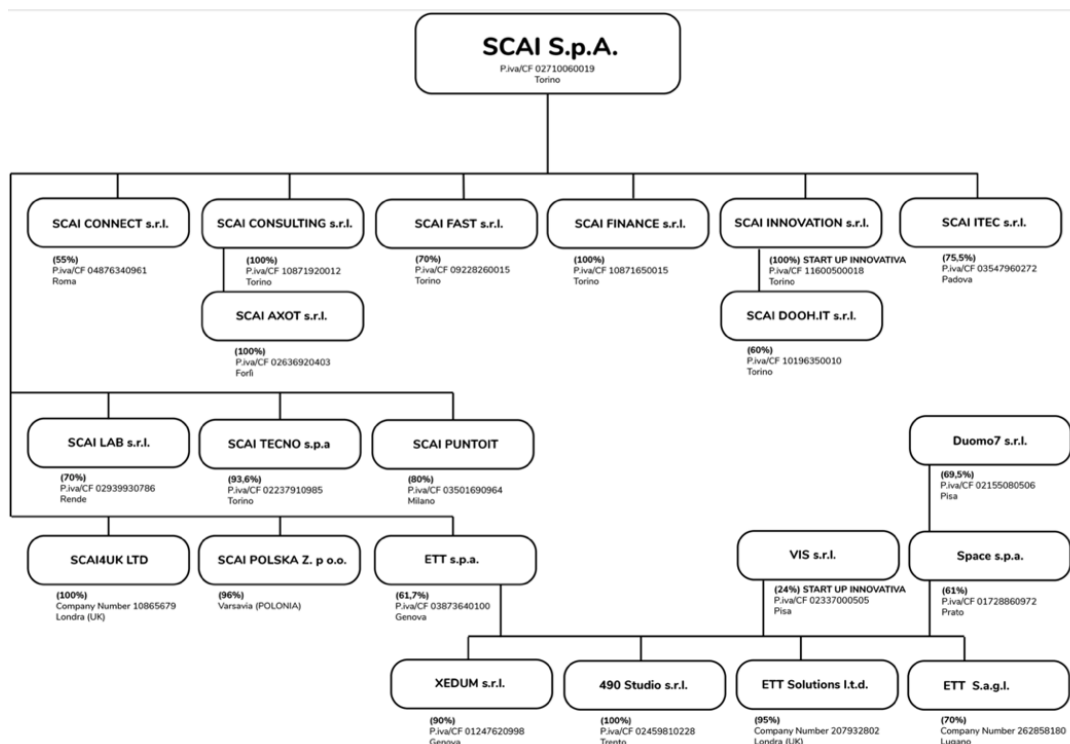 SCAI S.p.A.
P.iva/CF 02710060019
Torino
SCAI CONNECT s.r.l.
(55%)
P.iva/CF 04876340961
Roma
SCAI CONSULTING s.r.l.
(100%)
P.iva/CF 10871920012
Torino
SCAI AXOT s.r.l.
(100%)
P.iva/CF 02636920403
Forlì
SCAI FAST s.r.l.
(70%)
P.iva/CF 09228260015
Torino
SCAI FINANCE s.r.l.
(100%)
P.iva/CF 10871650015
Torino
SCAI INNOVATION s.r.l.
(100%) START UP INNOVATIVA
P.iva/CF 11600500018
Torino
SCAI DOOH.IT s.r.l.
(60%)
P.iva/CF 10196350010
Torino
SCAI ITEC s.r.l.
(75,5%)
P.iva/CF 03547960272
Padova
SCAI LAB s.r.l.
(70%)
P.iva/CF 02939930786
Rende
SCAI TECNO s.p.a
(93,6%)
P.iva/CF 02237910985
Torino
SCAI PUNTOIT
(80%)
P.iva/CF 03501690964
Milano
Duomo7 s.r.l.
(69,5%)
P.iva/CF 02155080506
Pisa
SCAI4UK LTD
(100%)
Company Number 10865679
Londra (UK)
SCAI POLSKA Z. p o.o.
(96%)
Varsavia (POLONIA)
ETT s.p.a.
(61,7%)
P.iva/CF 03873640100
Genova
VIS s.r.l.
(24%) START UP INNOVATIVA
P.iva/CF 02337000505
Pisa
Space s.p.a.
(61%)
P.iva/CF 01728860972
Prato
XEDUM s.r.l.
(90%)
P.iva/CF 01247620998
Genova
490 Studio s.r.l.
(100%)
P.iva/CF 02459810228
Trento
ETT Solutions l.t.d.
(95%)
Company Number 207932802
Londra (UK)
ETT S.a.g.l.
(70%)
Company Number 262858180
Lugano